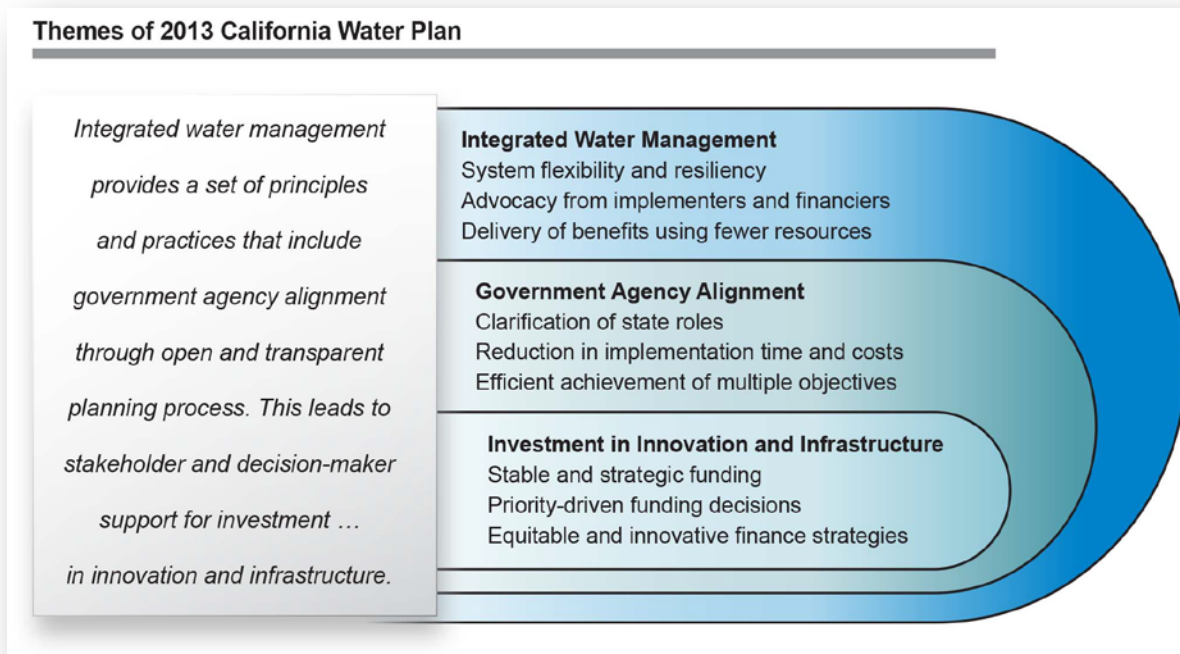 Themes of 2013 California Water Plan
Integrated water management
provides a set of principles
and practices that include
government agency alignment
through open and transparent
planning process. This leads to
stakeholder and decision-maker
support for investment …
in innovation and infrastructure.
Integrated Water Management
System flexibility and resiliency
Advocacy from implementers and financiers
Delivery of benefits using fewer resources
Government Agency Alignment
Clarification of state roles
Reduction in implementation time and costs
Efficient achievement of multiple objectives
Investment in Innovation and Infrastructure
Stable and strategic funding
Priority-driven funding decisions
Equitable and innovative finance strategies